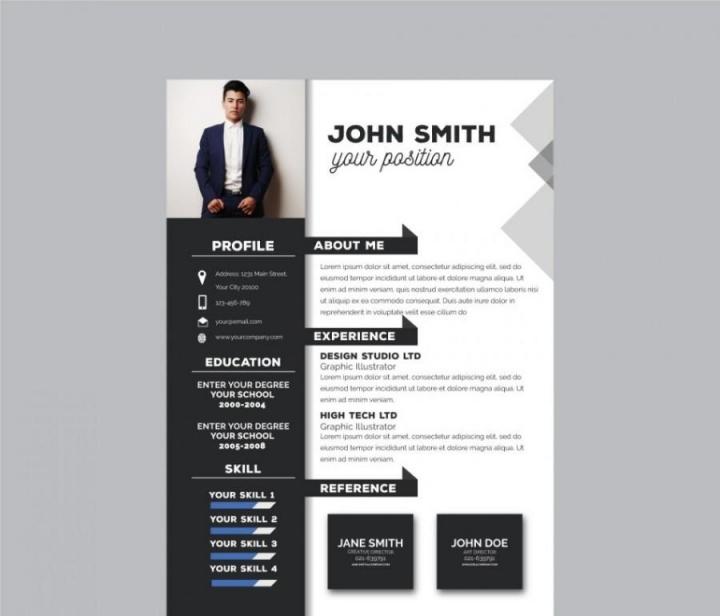 JOHN SMITH
your position
PROFILE
Address: 1231 Main Street,
Your City 20100
123-456-789
yourpemail.com
www.yourcompany.com
EDUCATION
ENTER YOUR DEGREE
YOUR SCHOOL
2000-2004
ENTER YOUR DEGREE
YOUR SCHOOL
2005-2008
SKILL
YOUR SKILL 1
YOUR SKILL 2
YOUR SKILL 3
YOUR SKILL 4
ABOUT ME
Lorem ipsum dolor sit amet, consectetur adipiscing elit, sed do
eiusmod tempor incididunt ut labore et dolore magna aliqua. Ut
enim ad minim veniam, quis nostrud exercitation ullamco laboris nisi
ut aliquip ex ea commodo consequat. Duis aute irure dolor in
reprehenderit in voluptate velit esse cillum do
EXPERIENCE
DESIGN STUDIO LTD
Graphic Illustrator
Lorem ipsum dolor sit amet, consectetur adipiscing elit, sed do
eiusmod tempor incididunt ut labore et dolore magna aliqua. Ut
enim ad minim veniam,
HIGH TECH LTD
Graphic Illustrator
Lorem ipsum dolor sit amet, consectetur adipiscing elit, sed do
eiusmod tempor incididunt ut labore et dolore magna aliqua. Ut
enim ad minim veniam,
REFERENCE
JANE SMITH
CREATIVE DIRECTOR
021-639791
JOHN DOE
ART DIRECTOR
021-639791